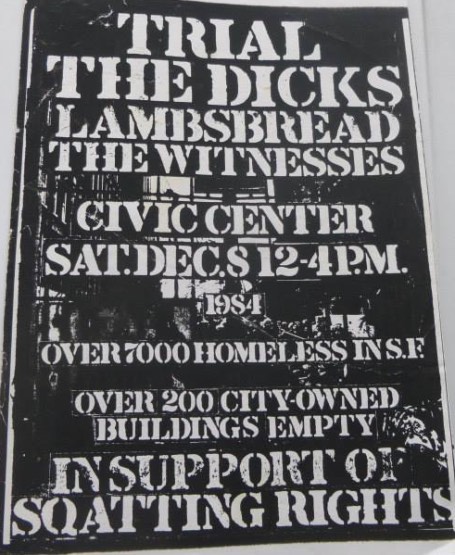 TRIAL
THE DICKS
LAMBSBREAD
THE WITNESSES
CIVIC CENTER
SAT. DEC. 8 12-4 P.M.
1984
OVER 7000 HOMELESS IN S.F.
OVER 200 CITY-OWNED
BUILDINGS EMPTY
IN SUPPORT OF
SQATTING RIGHTS